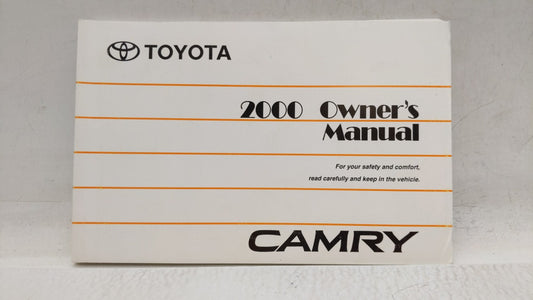 TOYOTA
2000 Owner's
Manual
For your safety and comfort,
read carefully and keep in the vehicle.
CAMRY